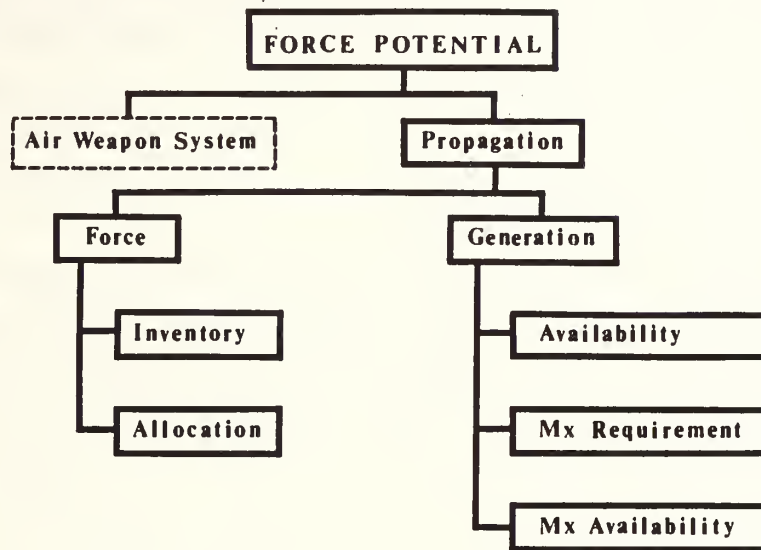 FORCE POTENTIAL
Air Weapon System
Propagation
Force
Generation
Inventory
Availability
Allocation
Mx Requirement
Mx Availability